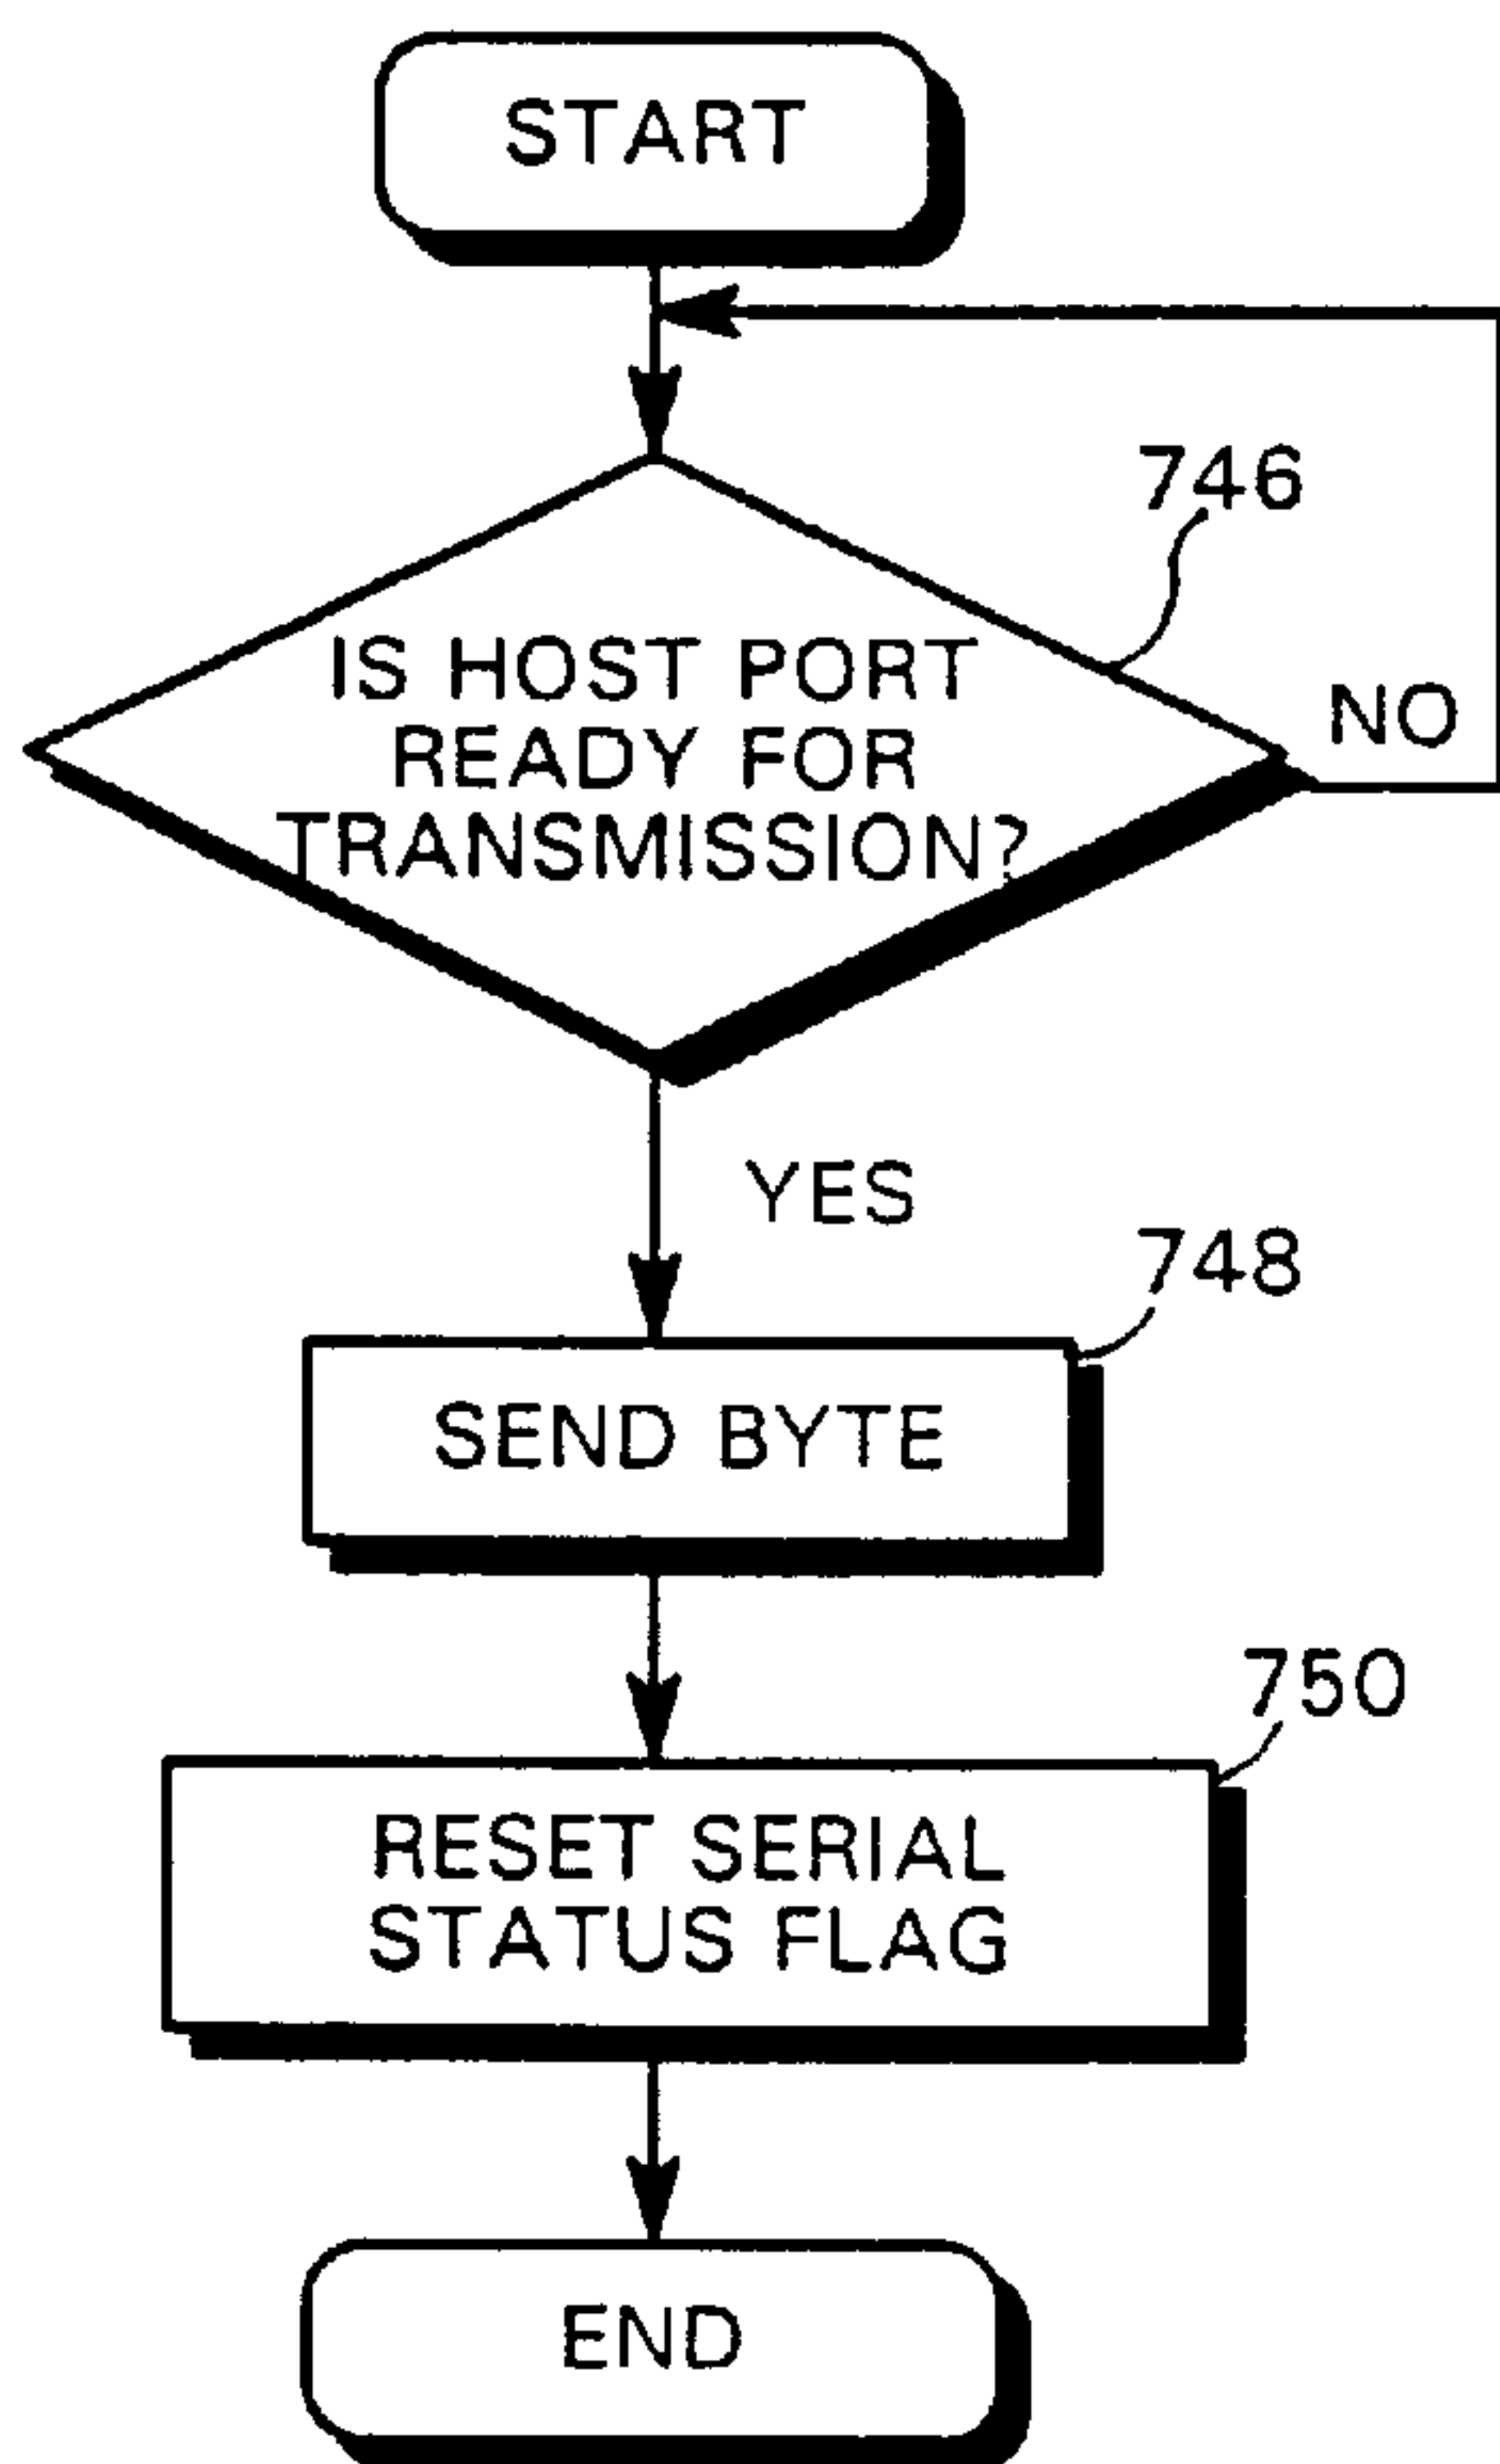 START
746
IS HOST PORT
READY FOR
TRANSMISSION?
NO
YES
748
SEND BYTE
750
RESET SERIAL
STATUS FLAG
END